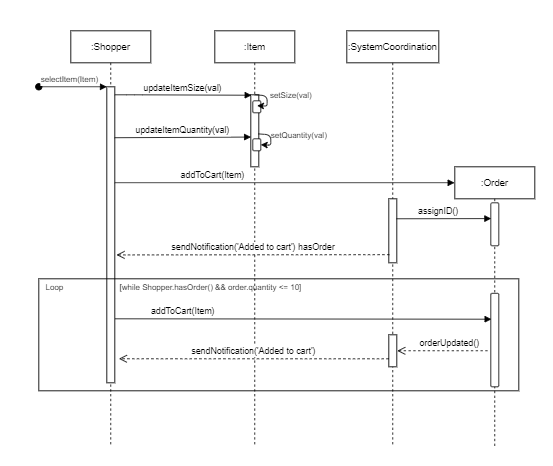 :Shopper
:Item
:SystemCoordination
selectItem(Item)
updateItemSize(val)
setSize(val)
updateItemQuantity(val)
setQuantity(val)
addToCart(Item)
:Order
assignID()
sendNotification('Added to cart') hasOrder
Loop
[while Shopper.hasOrder() && order.quantity <= 10]
addToCart(Item)
orderUpdated()
sendNotification('Added to cart')